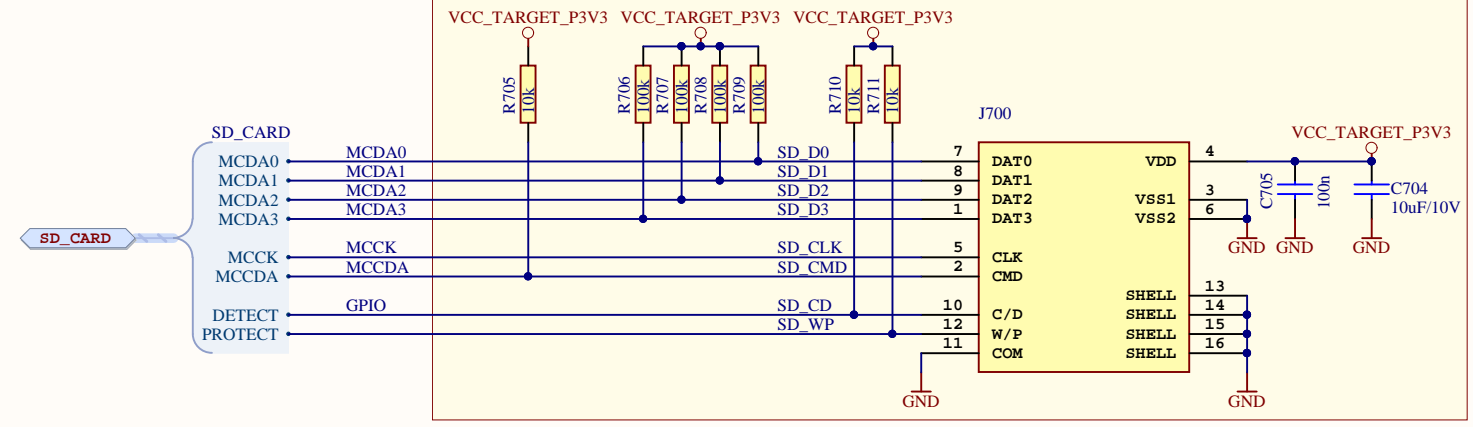 VCC_TARGET_P3V3 VCC_TARGET_P3V3 VCC_TARGET_P3V3
R705 10k R706 100k R707 100k R708 100k R709 100k R710 10k R711 10k
J700
SD_CARD
VCC_TARGET_P3V3
MCDA0 MCDA0 SD_D0 7 DAT0 VDD 4
MCDA1 MCDA1 SD_D1 8 DAT1
MCDA2 MCDA2 SD_D2 9 DAT2 VSS1 3
MCDA3 MCDA3 SD_D3 1 DAT3 VSS2 6
C705 100n C704
10uF/10V
SD_CARD
GND GND GND
MCCK MCCK SD_CLK 5 CLK
MCCDA MCCDA SD_CMD 2 CMD
SHELL 13
DETECT GPIO SD_CD 10 C/D SHELL 14
PROTECT SD_WP 12 W/P SHELL 15
11 COM SHELL 16
GND GND